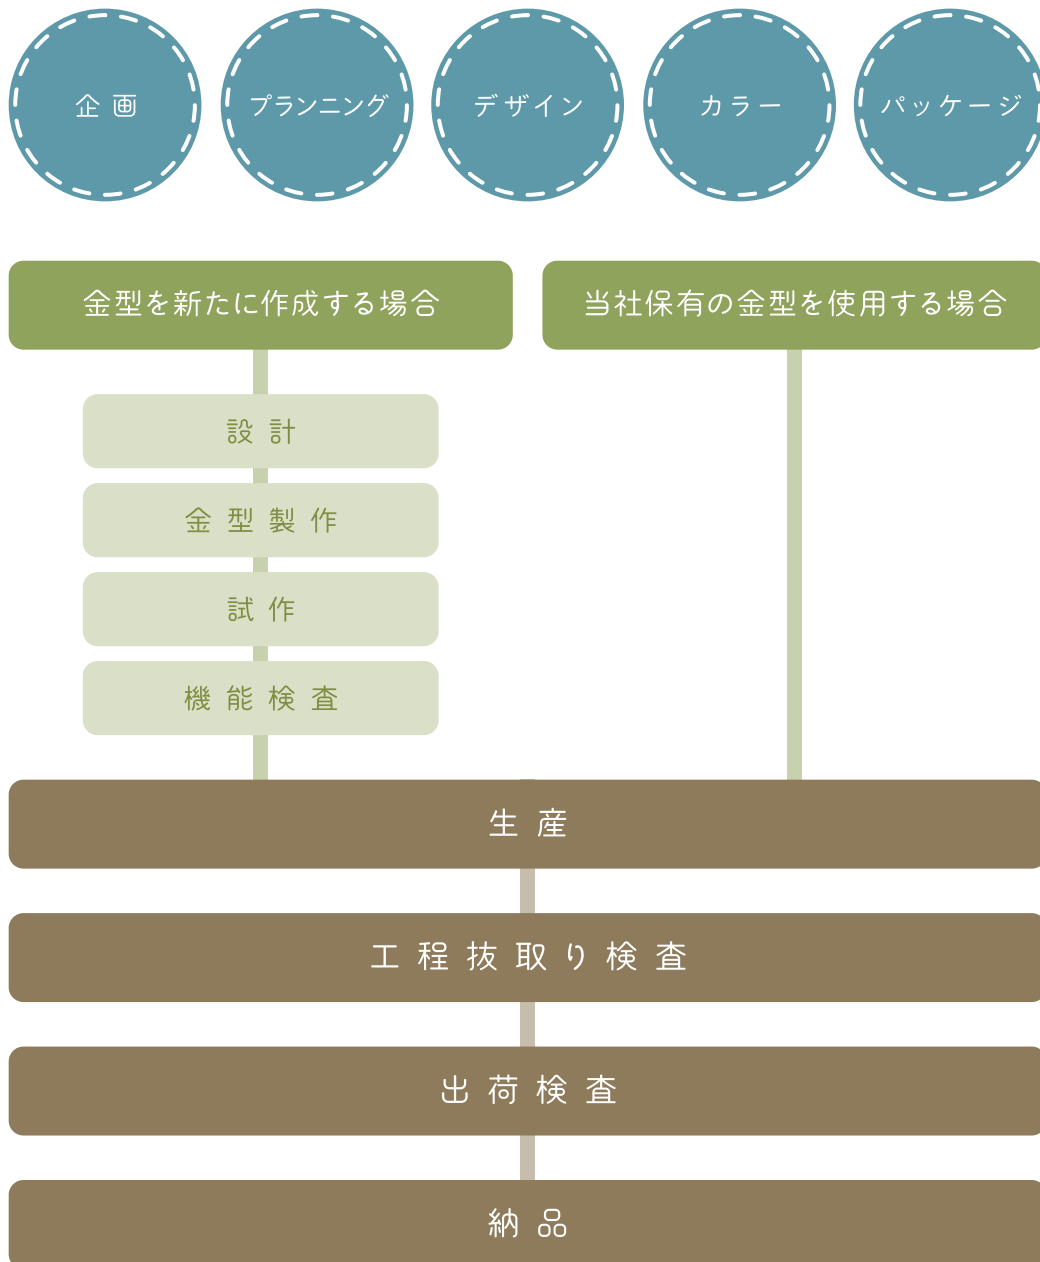 企画
プランニング
デザイン
カラー
パッケージ
金型を新たに作成する場合
当社保有の金型を使用する場合
設計
金型製作
試作
機能検査
生産
工程抜取り検査
出荷検査
納品